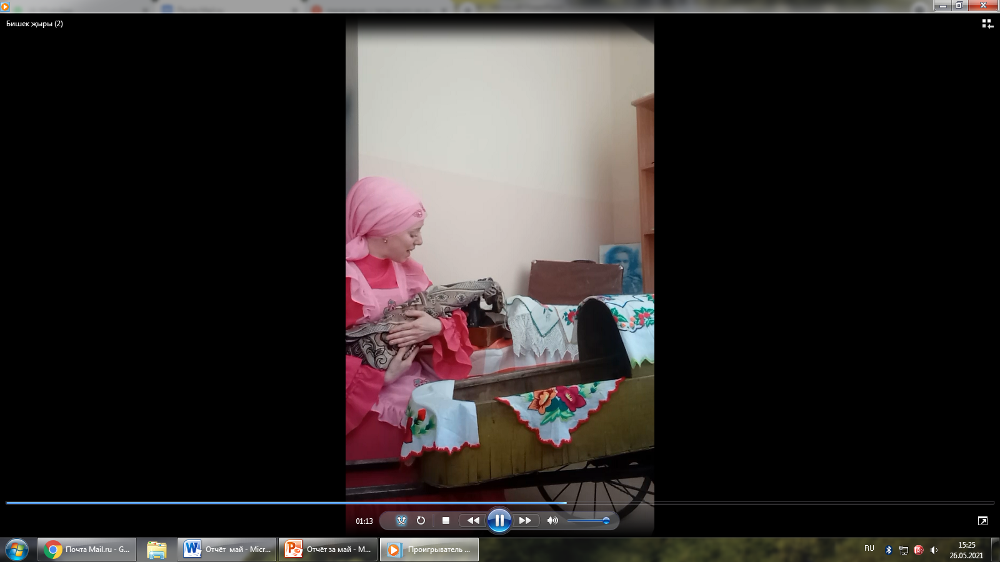 Бишек җыры (2)
01:13
Почта Mail.ru - G...
Отчёт май - Micr...
Отчёт за май - M...
Проигрыватель ...
RU
15:25
26.05.2021